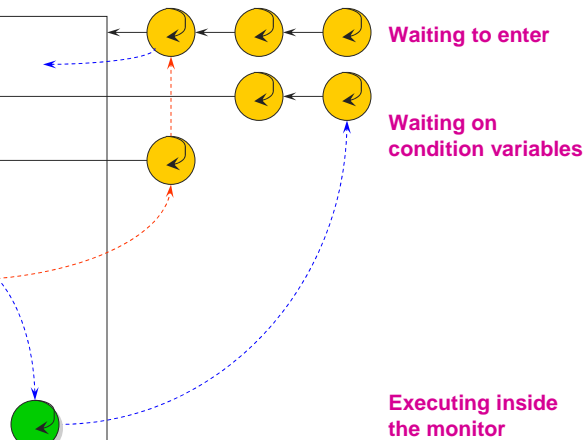 Waiting to enter
Waiting on
condition variables
Executing inside
the monitor